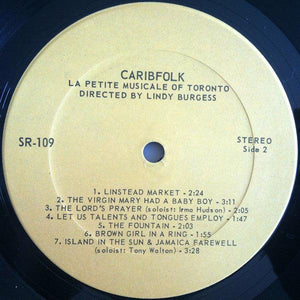 CARIBFOLK
LA PETITE MUSICALE OF TORONTO
DIRECTED BY LINDY BURGESS
SR-109
STEREO
Side 2
1. LINSTEAD MARKET - 2:24
2. THE VIRGIN MARY HAD A BABY BOY - 3:11
3. THE LORD'S PRAYER (soloist: Irma Hudson) - 2:05
4. LET US TALENTS AND TONGUES EMPLOY - 1:47
5. THE FOUNTAIN - 2:03
6. BROWN GIRL IN A RING - 1:55
7. ISLAND IN THE SUN & JAMAICA FAREWELL
(soloist: Tony Walton) - 3:28